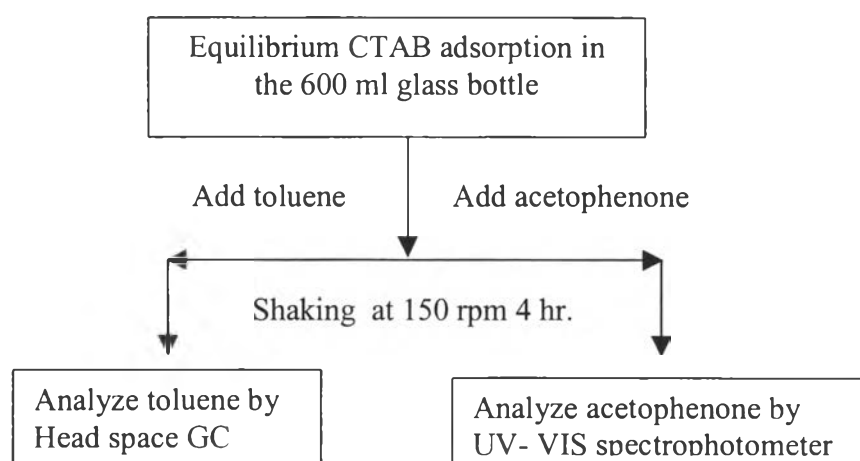 Equilibrium CTAB adsorption in
the 600 ml glass bottle
Add toluene
Add acetophenone
Shaking at 150 rpm 4 hr.
Analyze toluene by
Head space GC
Analyze acetophenone by
UV- VIS spectrophotometer